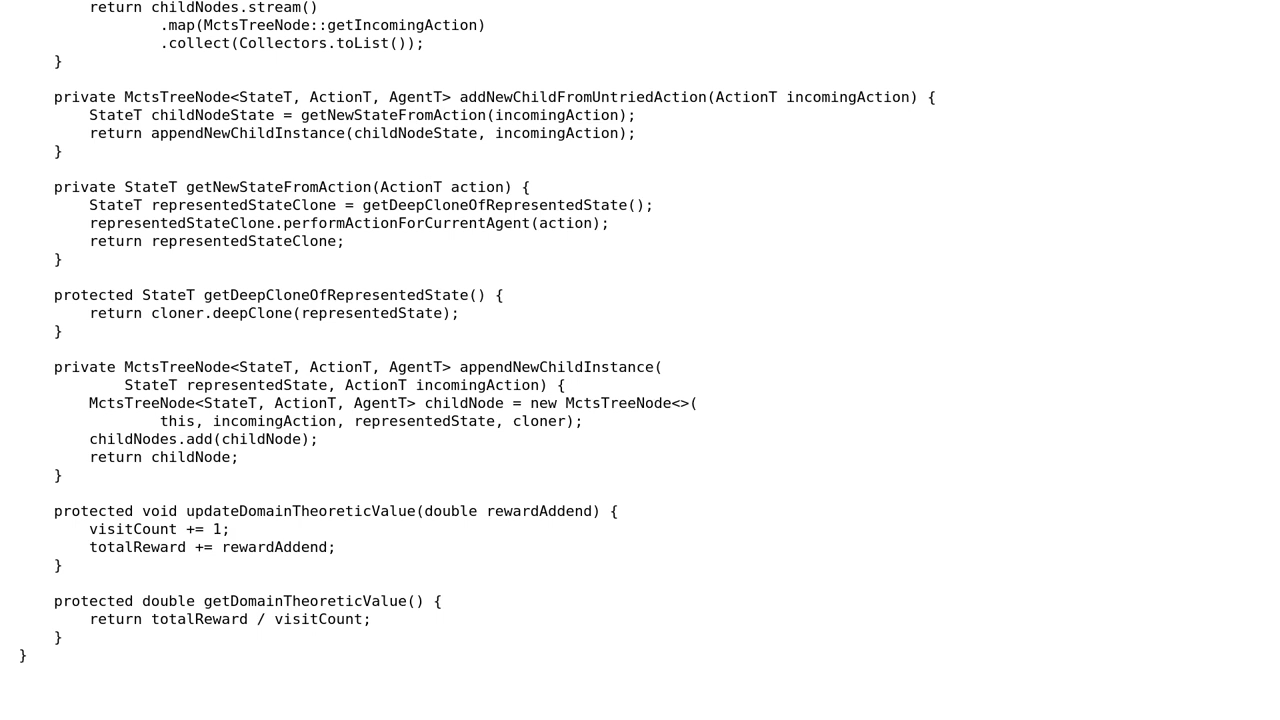 return childNodes.stream()
                .map(MctsTreeNode::getIncomingAction)
                .collect(Collectors.toList());
    }

    private MctsTreeNode<StateT, ActionT, AgentT> addNewChildFromUntriedAction(ActionT incomingAction) {
        StateT childNodeState = getNewStateFromAction(incomingAction);
        return appendNewChildInstance(childNodeState, incomingAction);
    }

    private StateT getNewStateFromAction(ActionT action) {
        StateT representedStateClone = getDeepCloneOfRepresentedState();
        representedStateClone.performActionForCurrentAgent(action);
        return representedStateClone;
    }

    protected StateT getDeepCloneOfRepresentedState() {
        return cloner.deepClone(representedState);
    }

    private MctsTreeNode<StateT, ActionT, AgentT> appendNewChildInstance(
            StateT representedState, ActionT incomingAction) {
        MctsTreeNode<StateT, ActionT, AgentT> childNode = new MctsTreeNode<>(
                this, incomingAction, representedState, cloner);
        childNodes.add(childNode);
        return childNode;
    }

    protected void updateDomainTheoreticValue(double rewardAddend) {
        visitCount += 1;
        totalReward += rewardAddend;
    }

    protected double getDomainTheoreticValue() {
        return totalReward / visitCount;
    }
}